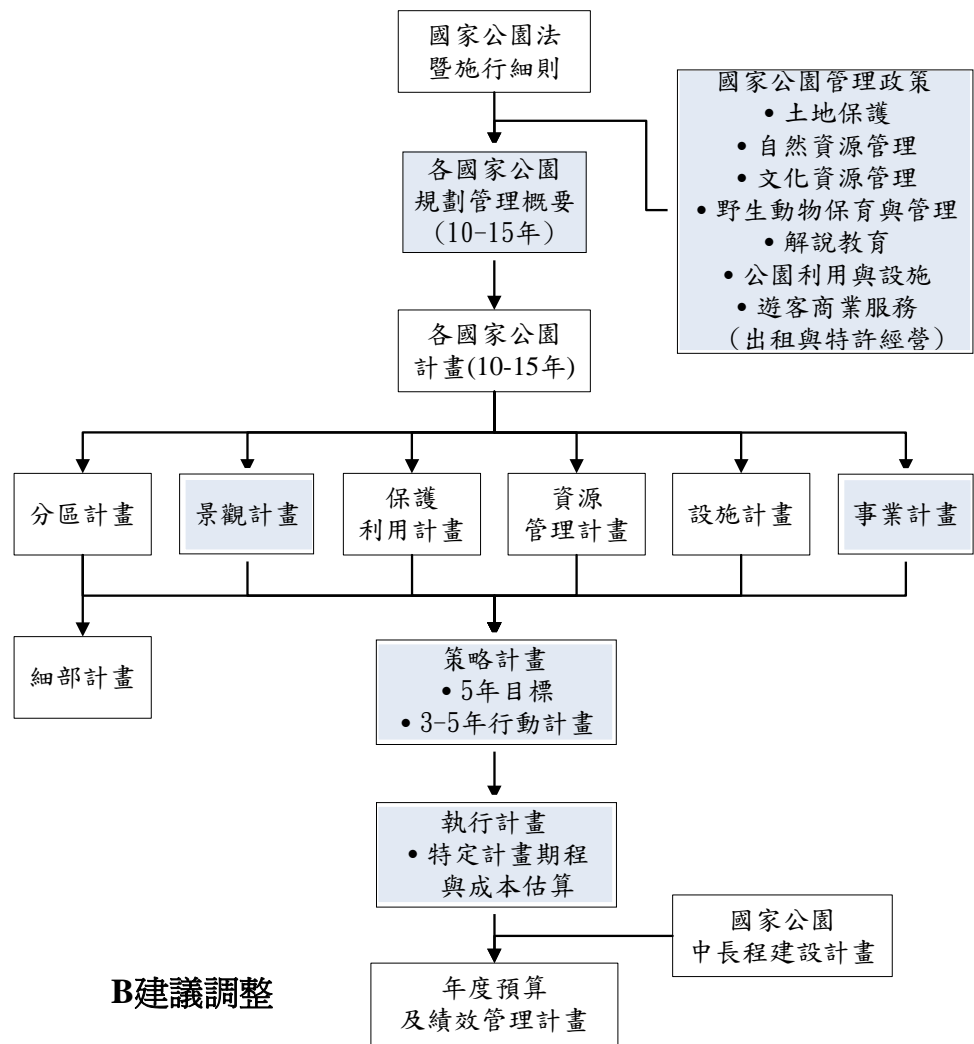 國家公園法
暨施行細則
國家公園管理政策
• 土地保護
• 自然資源管理
• 文化資源管理
• 野生動物保育與管理
• 解說教育
• 公園利用與設施
• 遊客商業服務
（出租與特許經營）
各國家公園
規劃管理概要
（10-15年）
各國家公園
計畫(10-15年)
分區計畫
景觀計畫
保護
利用計畫
資源
管理計畫
設施計畫
事業計畫
細部計畫
策略計畫
• 5年目標
• 3-5年行動計畫
執行計畫
• 特定計畫期程
與成本估算
國家公園
中長程建設計畫
年度預算
及績效管理計畫
B建議調整